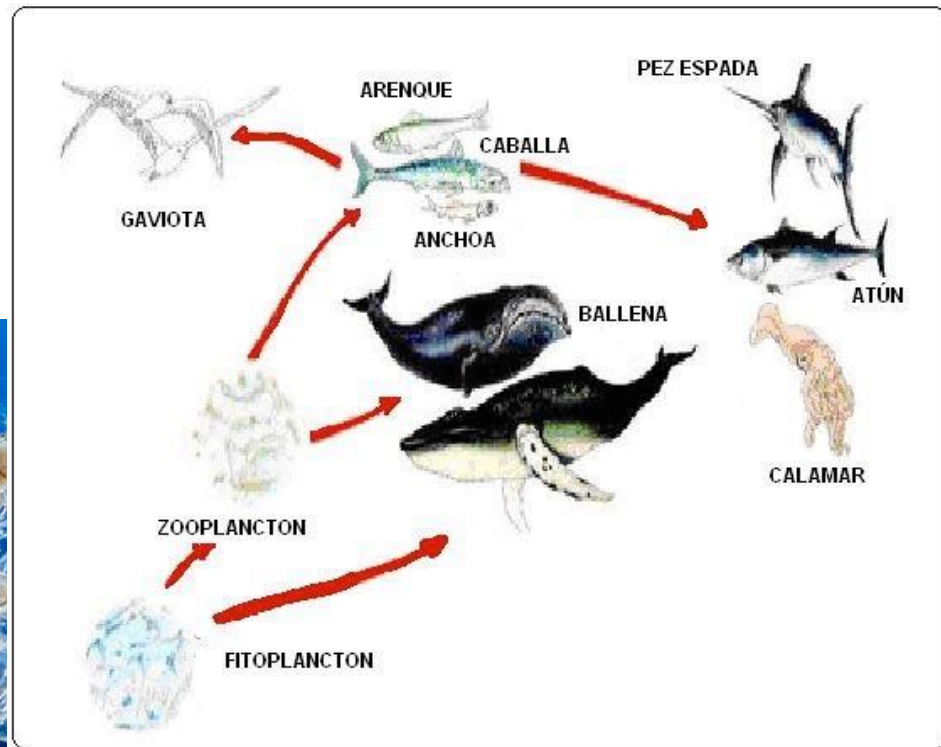 PEZ ESPADA
ARENQUE
CABALLA
GAVIOTA
ANCHOA
ATÚN
BALLENA
CALAMAR
ZOOPLANCTON
FITOPLANCTON